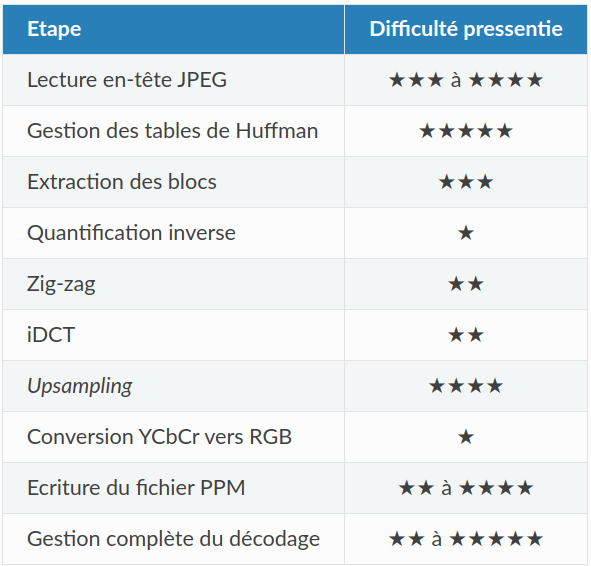 Etape Difficulté pressentie
Lecture en-tête JPEG ★★★ à ★★★★
Gestion des tables de Huffman ★★★★★
Extraction des blocs ★★★
Quantification inverse ★
Zig-zag ★★
iDCT ★★
Upsampling ★★★★
Conversion YCbCr vers RGB ★
Ecriture du fichier PPM ★★ à ★★★★
Gestion complète du décodage ★★ à ★★★★★